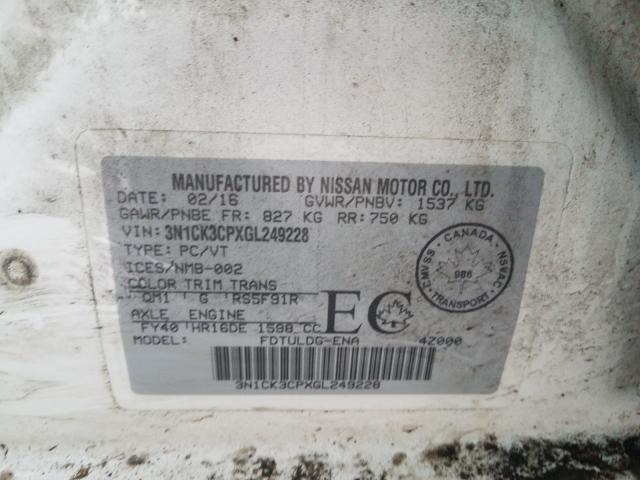 MANUFACTURED BY NISSAN MOTOR CO., LTD.
DATE: 02/16 GVWR/PNBV: 1537 KG
GAWR/PNBE FR: 827 KG RR: 750 KG
VIN: 3N1CK3CPXGL249228
TYPE: PC/VT
ICES/NMB-002
COLOR TRIM TRANS
QM1 G RS5F91R
AXLE ENGINE
FY40 HR16DE 1598 CC
EC
MODEL: FDTULDG-ENA 4Z000
3N1CK3CPXGL249228
CANADA
CMVSS NSVAC
986
TRANSPORT